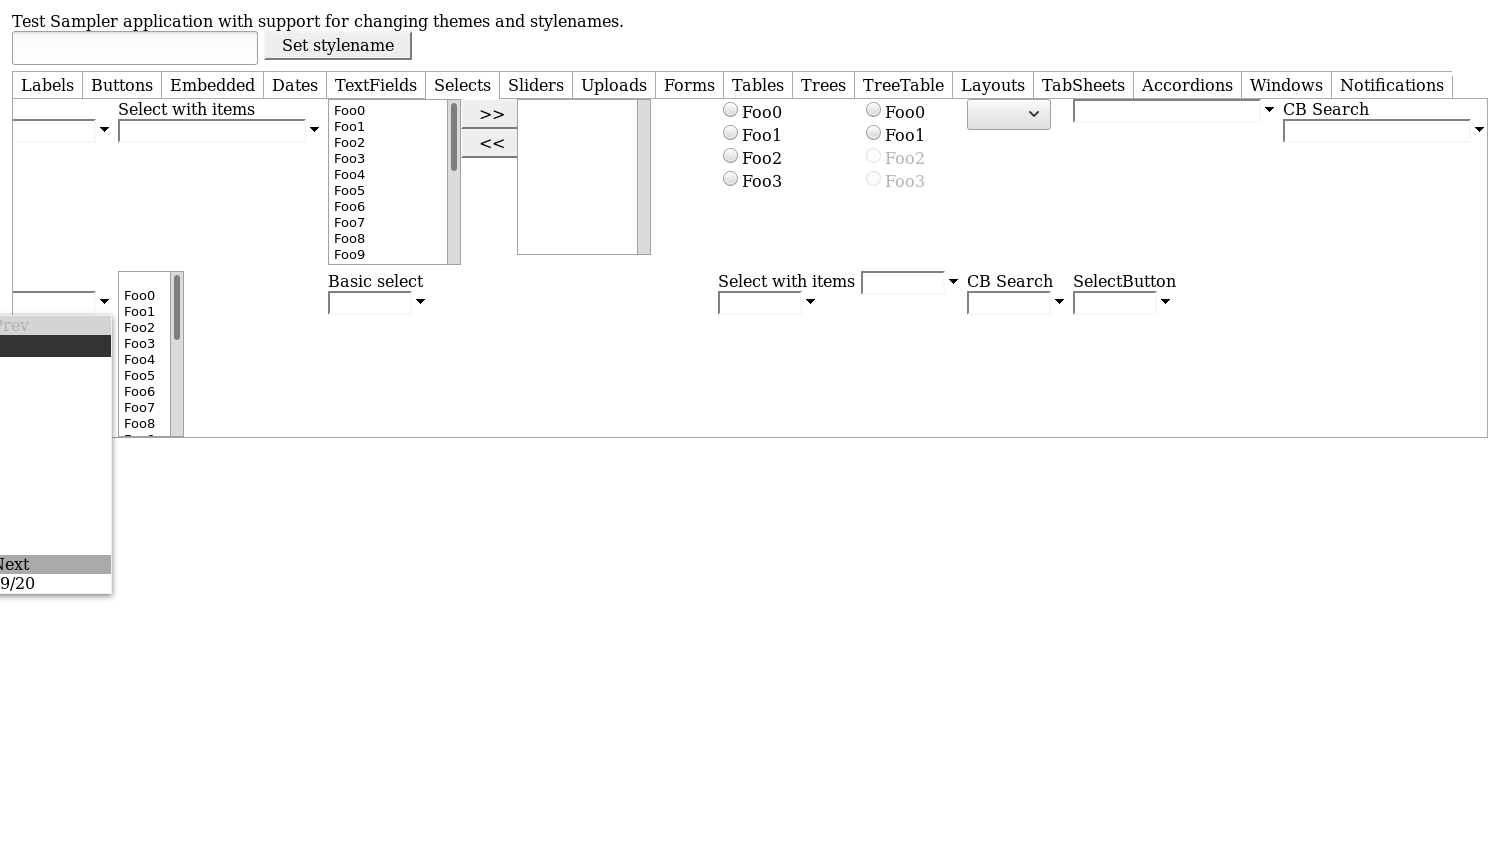 Test Sampler application with support for changing themes and stylenames.
Set stylename
Labels Buttons Embedded Dates TextFields Selects Sliders Uploads Forms Tables Trees TreeTable Layouts TabSheets Accordions Windows Notifications
Select with items
Foo0
Foo1
Foo2
Foo3
Foo4
Foo5
Foo6
Foo7
Foo8
Foo9
>>
<<
Foo0
Foo1
Foo2
Foo3
Foo0
Foo1
Foo2
Foo3
CB Search
Foo0
Foo1
Foo2
Foo3
Foo4
Foo5
Foo6
Foo7
Foo8
Basic select
Select with items
CB Search
SelectButton
Prev
Next
9/20